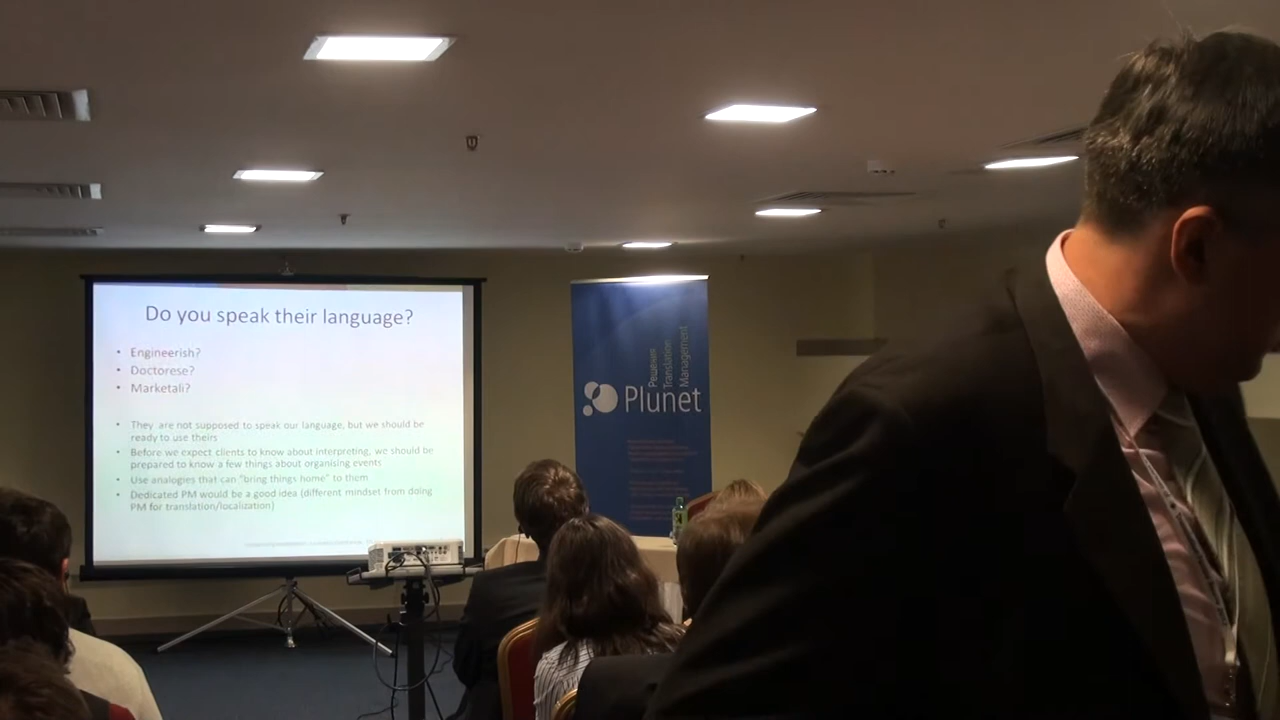 Do you speak their language?
• Engineerish?
• Doctorese?
• Marketali?
• They are not supposed to speak our language, but we should be
ready to use theirs
• Before we expect clients to know about interpreting, we should be
prepared to know a few things about organising events
• Use analogies that can "bring things home" to them
• Dedicated PM would be a good idea (different mindset from doing
PM for translation/localization)
Решения
Translation
Management
Plunet